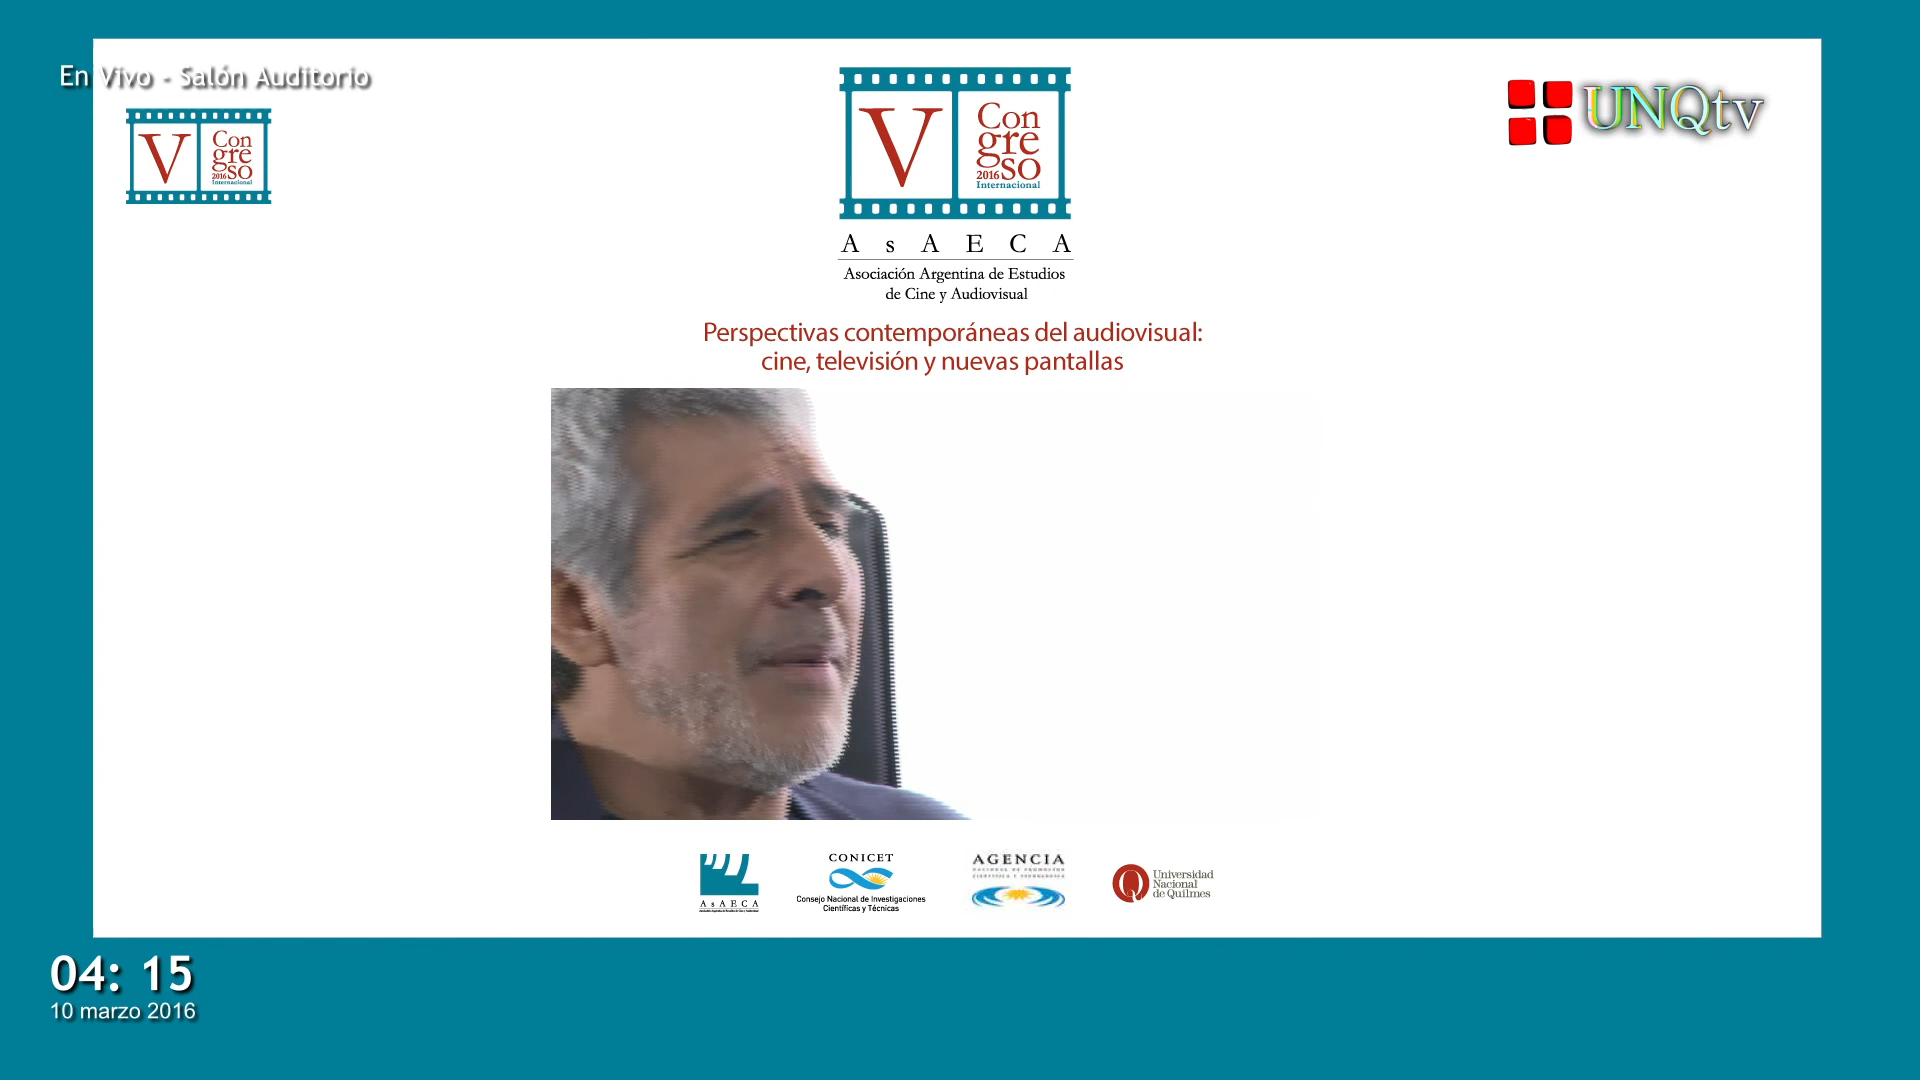 En Vivo - Salón Auditorio
V
Con
gre
2016 so
Internacional
UNQtv
V
Con
gre
2016 so
Internacional
A s A E C A
Asociación Argentina de Estudios
de Cine y Audiovisual
Perspectivas contemporáneas del audiovisual:
cine, televisión y nuevas pantallas
A s A E C A
CONICET
Consejo Nacional de Investigaciones
Científicas y Técnicas
AGENCIA
Universidad
Nacional
de Quilmes
04: 15
10 marzo 2016